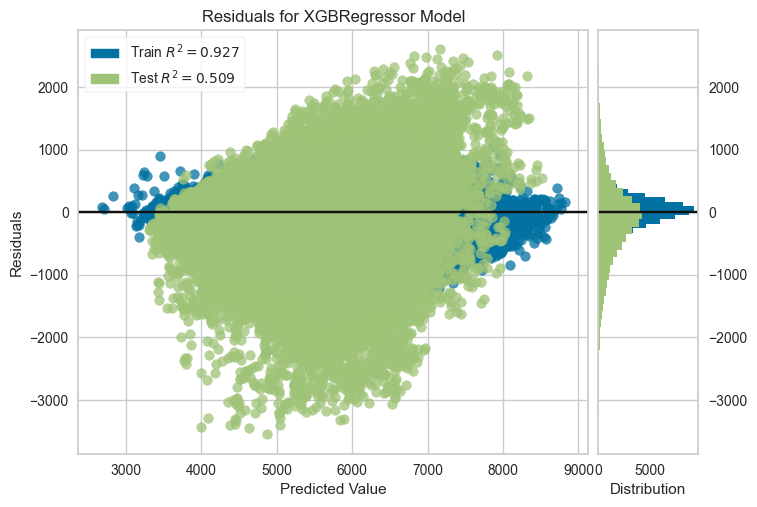 Residuals for XGBRegressor Model
Train R² = 0.927
Test R² = 0.509
Residuals
2000
1000
0
−1000
−2000
−3000
3000 4000 5000 6000 7000 8000 9000
Predicted Value
2000
1000
0
−1000
−2000
−3000
0 5000
Distribution